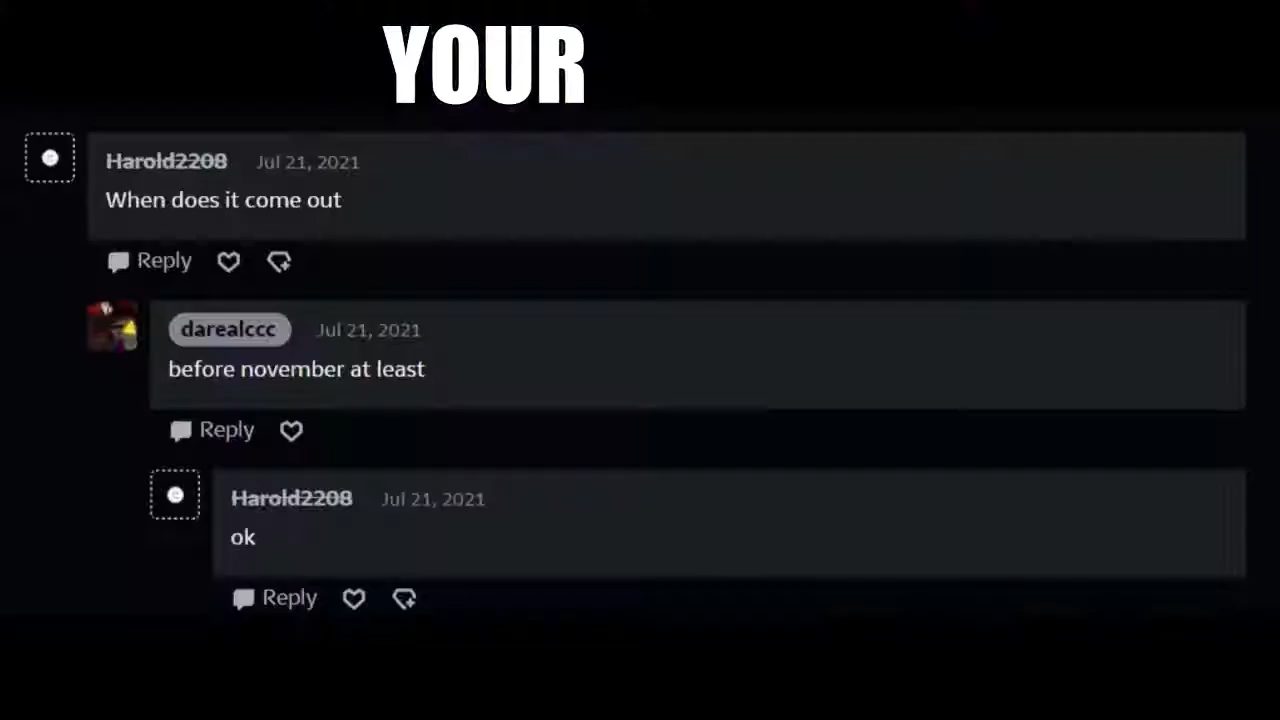 YOUR
Harold2208 Jul 21, 2021
When does it come out
Reply
darealccc Jul 21, 2021
before november at least
Reply
Harold2208 Jul 21, 2021
ok
Reply